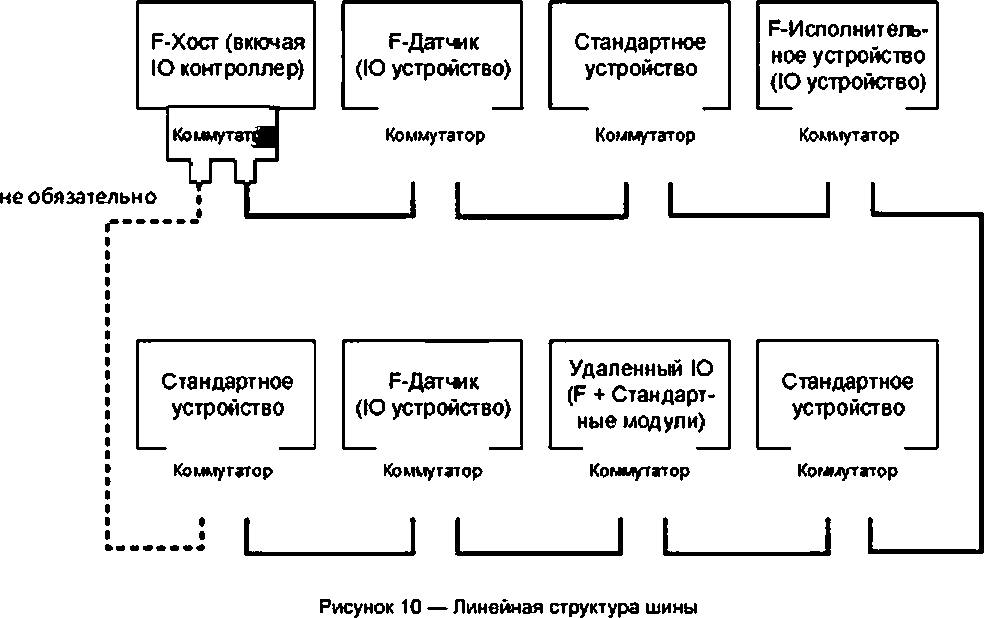 F-Хост (вкючая
IO контроллер)
F-Датчик
(IO устройство)
Стандартное
устройство
F-Исполнитель-
ное устройство
(IO устройство)
Коммутатор
Коммутатор
Коммутатор
Коммутатор
не обязательно
Стандартное
устройство
F-Датчик
(IO устройство)
Удаленный IO
(F + Стандарт-
ные модули)
Стандартное
устройство
Коммутатор
Коммутатор
Коммутатор
Коммутатор
Рисунок 10 — Линейная структура шины